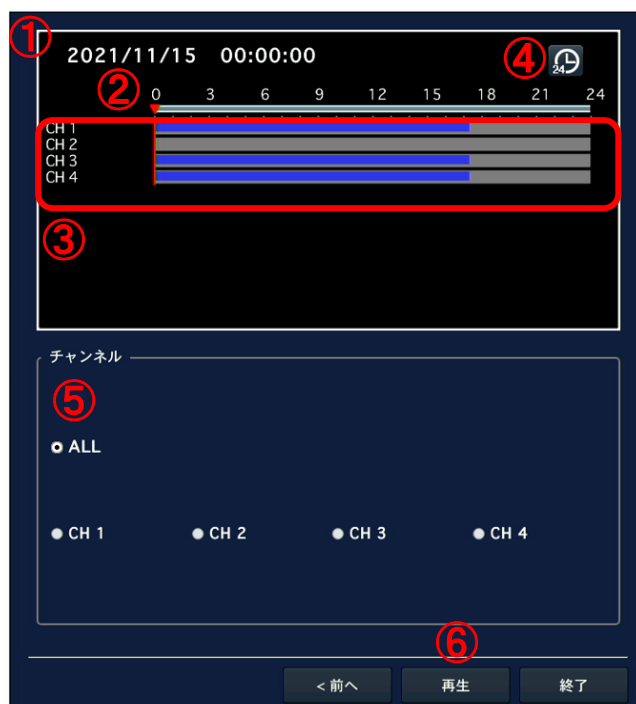 ①
2021/11/15 00:00:00
④
24
②
0 3 6 9 12 15 18 21 24
CH 1
CH 2
CH 3
CH 4
③
チャンネル
⑤
ALL
CH 1 CH 2 CH 3 CH 4
⑥
<前へ 再生 終了